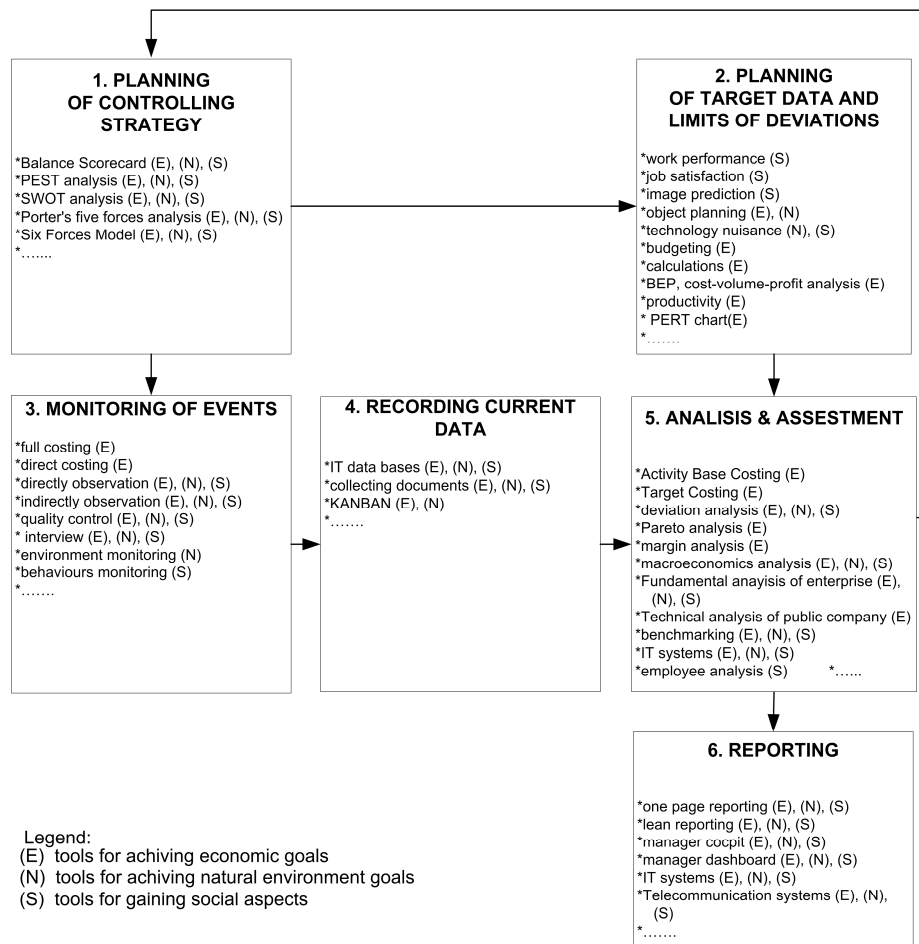 1. PLANNING
OF CONTROLLING
STRATEGY
*Balance Scorecard (E), (N), (S)
*PEST analysis (E), (N), (S)
*SWOT analysis (E), (N), (S)
*Porter's five forces analysis (E), (N), (S)
*Six Forces Model (E), (N), (S)
*…....
2. PLANNING
OF TARGET DATA AND
LIMITS OF DEVIATIONS
*work performance (S)
*job satisfaction (S)
*image prediction (S)
*object planning (E), (N)
*technology nuisance (N), (S)
*budgeting (E)
*calculations (E)
*BEP, cost-volume-profit analysis (E)
*productivity (E)
* PERT chart(E)
*…….
3. MONITORING OF EVENTS
*full costing (E)
*direct costing (E)
*directly observation (E), (N), (S)
*indirectly observation (E), (N), (S)
*quality control (E), (N), (S)
* interview (E), (N), (S)
*environment monitoring (N)
*behaviours monitoring (S)
*…….
4. RECORDING CURRENT
DATA
*IT data bases (E), (N), (S)
*collecting documents (E), (N), (S)
*KANBAN (E), (N)
*…….
5. ANALISIS & ASSESTMENT
*Activity Base Costing (E)
*Target Costing (E)
*deviation analysis (E), (N), (S)
*Pareto analysis (E)
*margin analysis (E)
*macroeconomics analysis (E), (N), (S)
*Fundamental anayisis of enterprise (E),
(N), (S)
*Technical analysis of public company (E)
*benchmarking (E), (N), (S)
*IT systems (E), (N), (S)
*employee analysis (S) *…...
6. REPORTING
*one page reporting (E), (N), (S)
*lean reporting (E), (N), (S)
*manager cocpit (E), (N), (S)
*manager dashboard (E), (N), (S)
*IT systems (E), (N), (S)
*Telecommunication systems (E), (N),
(S)
*…….
Legend:
(E) tools for achiving economic goals
(N) tools for achiving natural environment goals
(S) tools for gaining social aspects